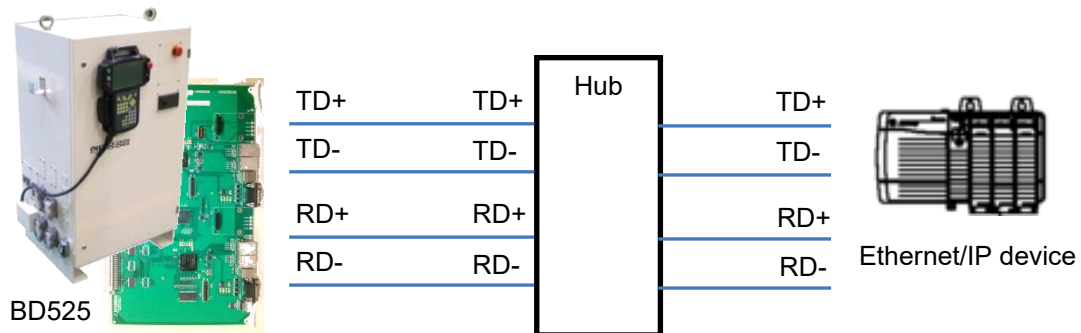 TD+ TD+ Hub TD+
TD- TD- TD-
RD+ RD+ RD+
RD- RD- RD-
Ethernet/IP device
BD525